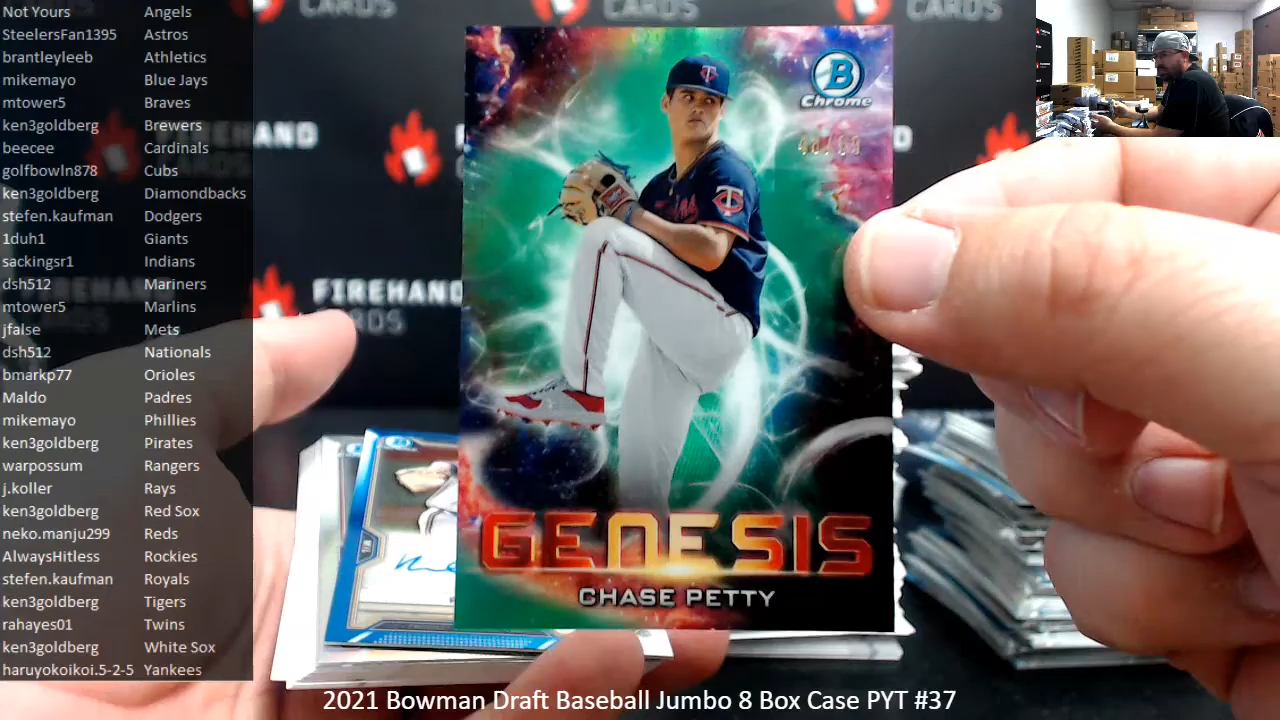 Not Yours Angels
SteelersFan1395 Astros
brantleyleeb Athletics
mikemayo Blue Jays
mtower5 Braves
ken3goldberg Brewers
beecee Cardinals
golfbowln878 Cubs
ken3goldberg Diamondbacks
stefen.kaufman Dodgers
1duh1 Giants
sackingsr1 Indians
dsh512 Mariners
mtower5 Marlins
jfalse Mets
dsh512 Nationals
bmarkp77 Orioles
Maldo Padres
mikemayo Phillies
ken3goldberg Pirates
warpossum Rangers
j.koller Rays
ken3goldberg Red Sox
neko.manju299 Reds
AlwaysHitless Rockies
stefen.kaufman Royals
ken3goldberg Tigers
rahayes01 Twins
ken3goldberg White Sox
haruyokoikoi.5-2-5 Yankees
CARDS
CARDS
CARDS
FIREHAND
FIREHAND
CARDS
B
Chrome
T
T
GENESIS
CHASE PETTY
2021 Bowman Draft Baseball Jumbo 8 Box Case PYT #37